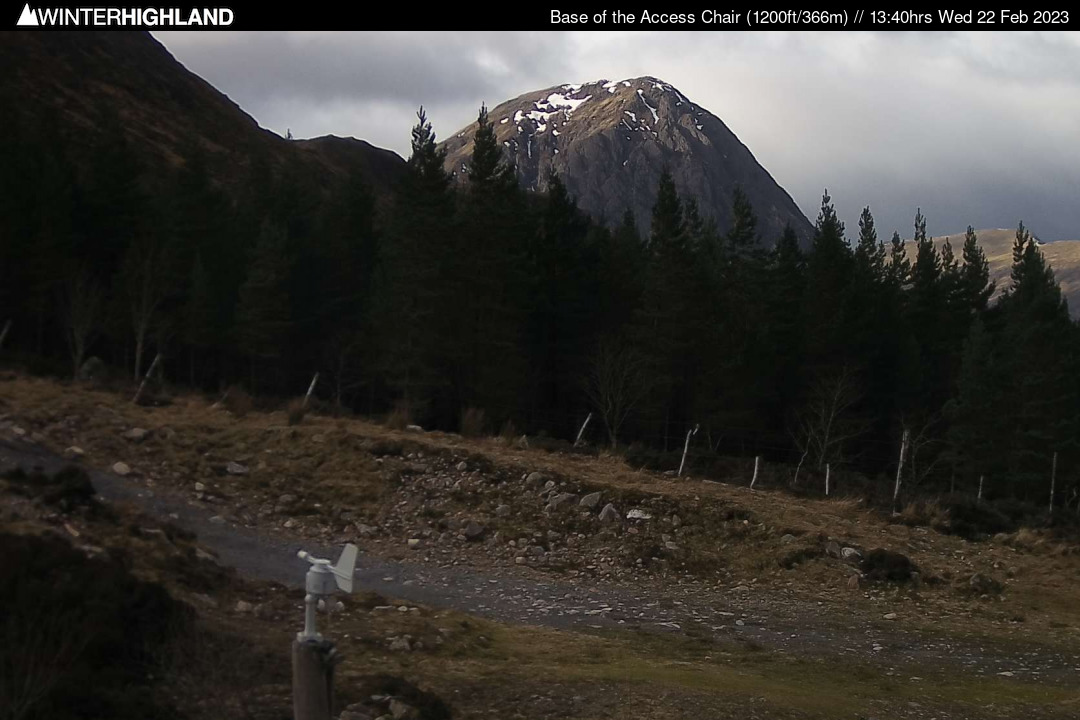 WINTERHIGHLAND
Base of the Access Chair (1200ft/366m) // 13:40hrs Wed 22 Feb 2023